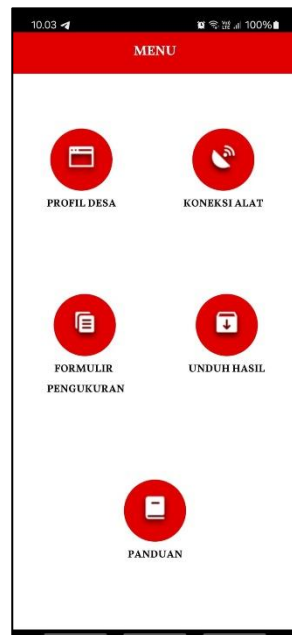 10.03 100%
MENU
PROFIL DESA KONEKSI ALAT
FORMULIR UNDUH HASIL
PENGUKURAN
PANDUAN